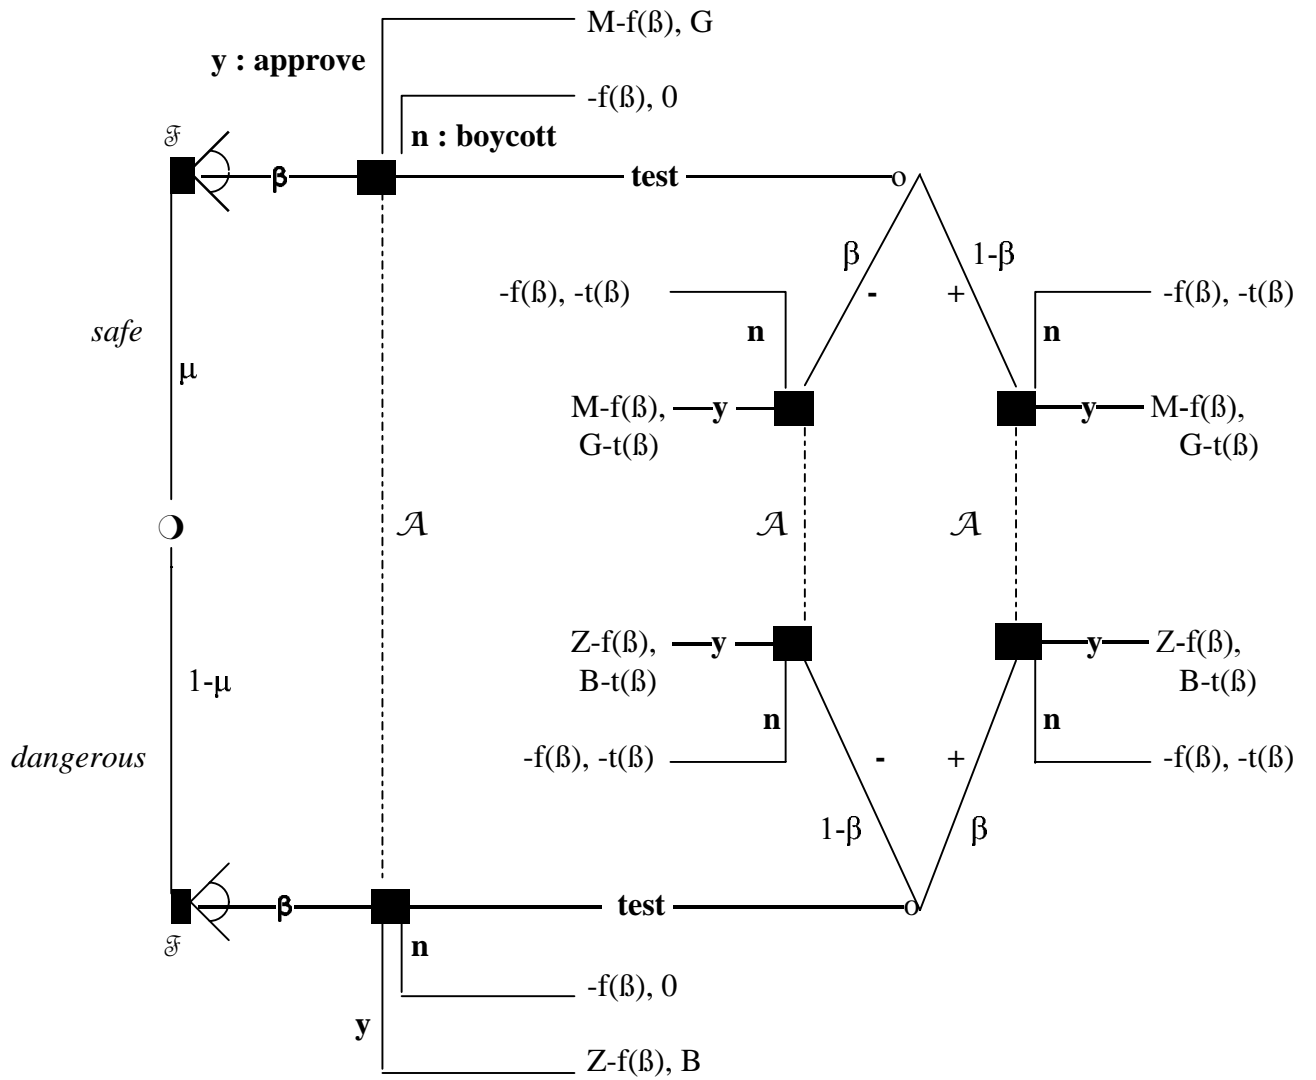 M-f(ß), G
y : approve
-f(ß), 0
n : boycott
ℱ
β
test
β
1-β
-f(ß), -t(ß)
-
+
-f(ß), -t(ß)
safe
n
n
μ
M-f(ß),
y
y
M-f(ß),
G-t(ß)
G-t(ß)
𝒜
𝒜
𝒜
Z-f(ß),
y
y
Z-f(ß),
1-μ
B-t(ß)
B-t(ß)
n
n
dangerous
-f(ß), -t(ß)
-
+
-f(ß), -t(ß)
1-β
β
β
test
ℱ
n
-f(ß), 0
y
Z-f(ß), B